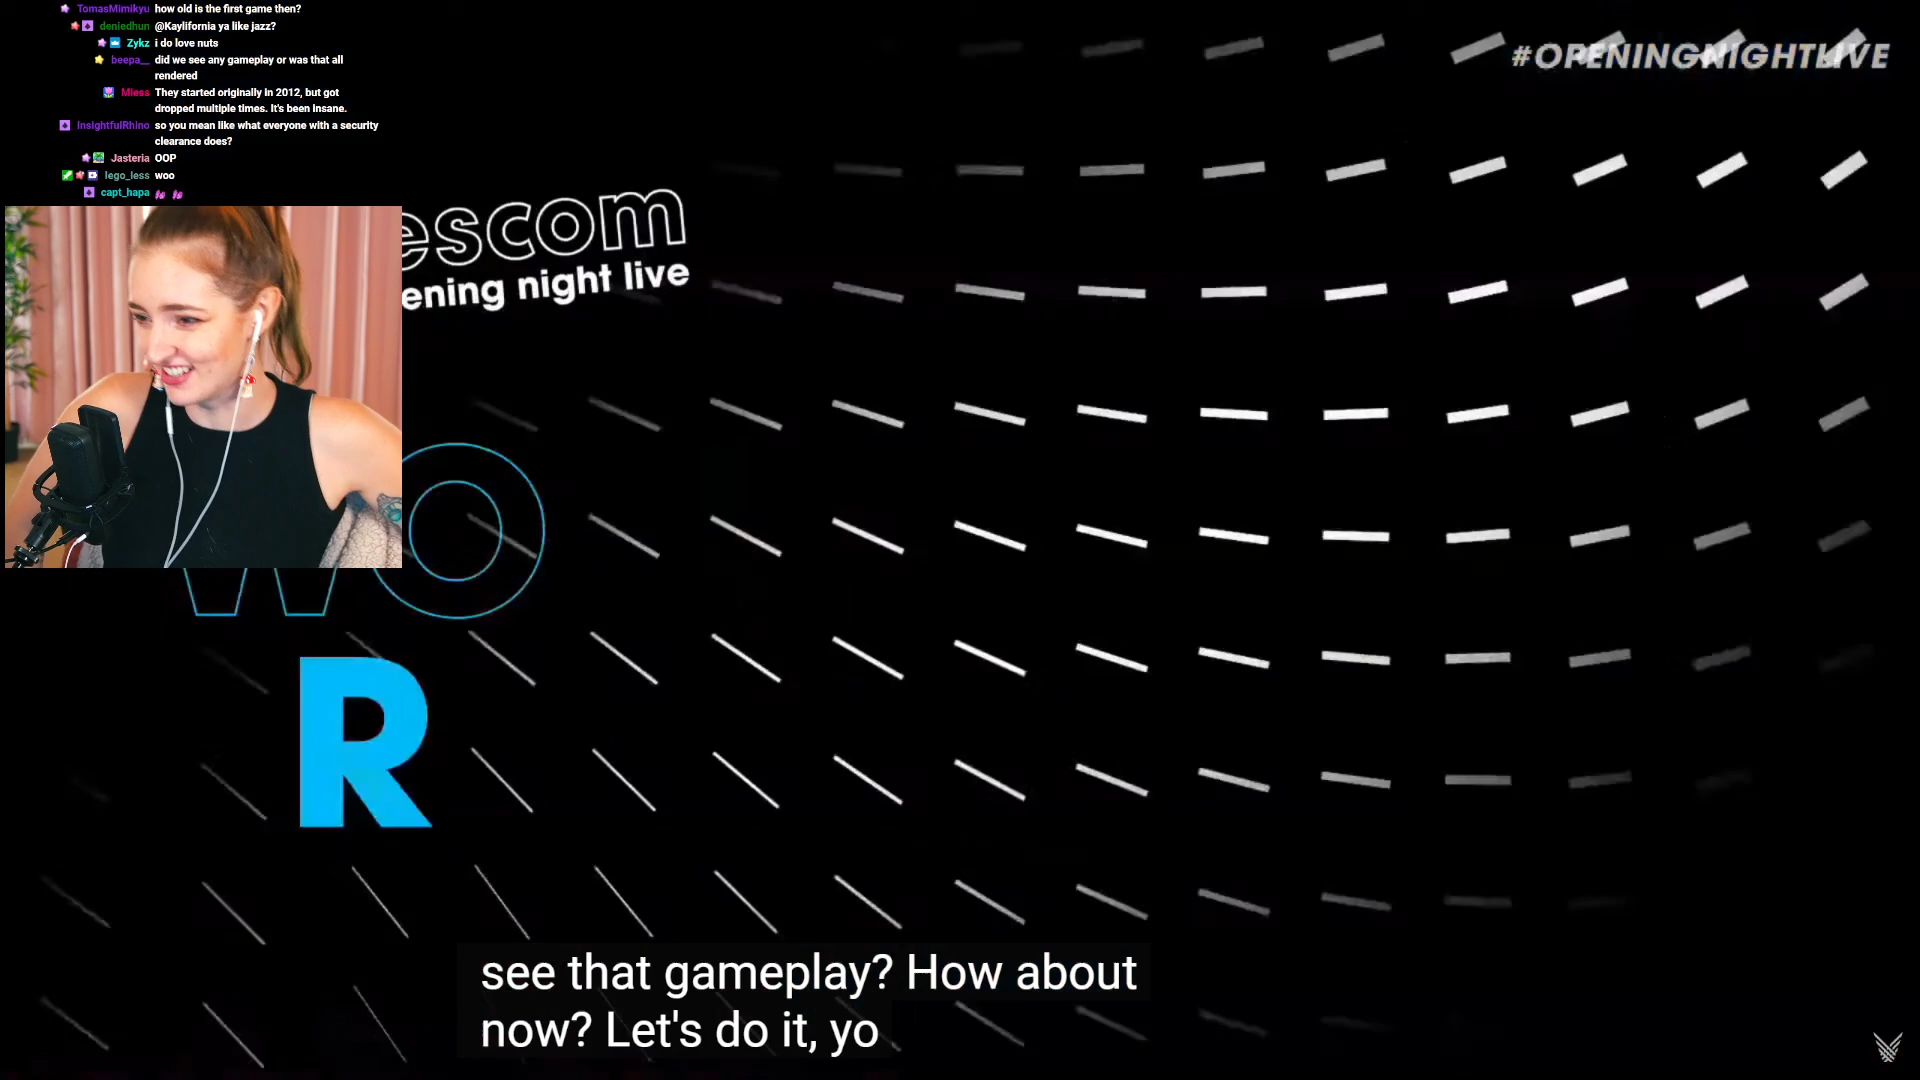 TomasMimikyu how old is the first game then?
deniedhun @Kaylifornia ya like jazz?
Zykz i do love nuts
beepa__ did we see any gameplay or was that all
rendered
Mless They started originally in 2012, but got
dropped multiple times. It's been insane.
InsightfulRhino so you mean like what everyone with a security
clearance does?
Jasteria OOP
lego_less woo
capt_hapa
#OPENINGNIGHTLIVE
escom
ening night live
WO
R
see that gameplay? How about
now? Let's do it, yo